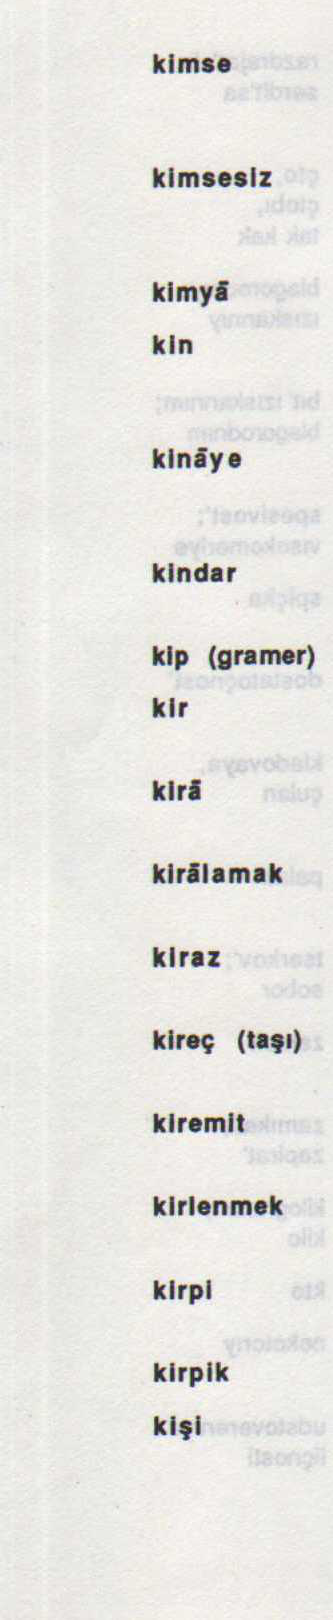 kimse
kimsesiz
kimyā
kin
kināye
kindar
kip (gramer)
kir
kirā
kirālamak
kiraz
kireç (taşı)
kiremit
kirlenmek
kirpi
kirpik
kişi